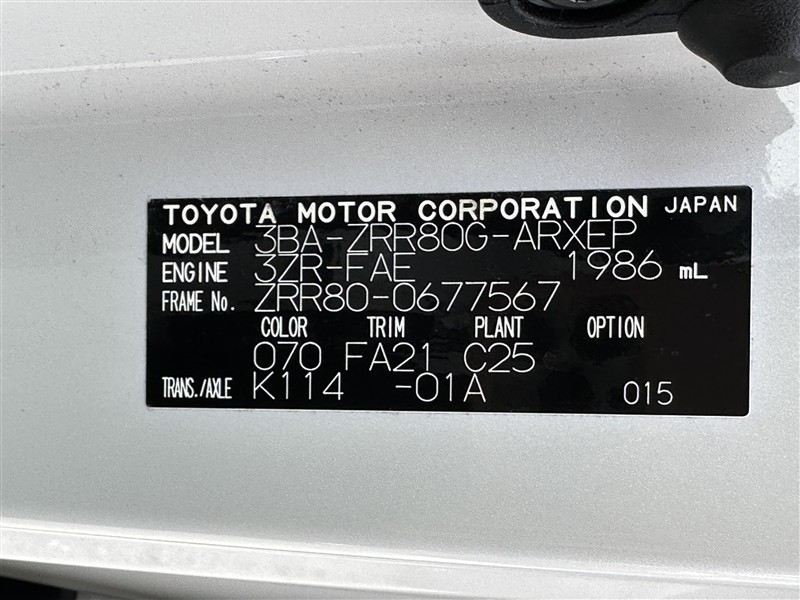 TOYOTA MOTOR CORPORATION JAPAN
MODEL 3BA-ZRR80G-ARXEP
ENGINE 3ZR-FAE 1986 mL
FRAME No. ZRR80-0677567
COLOR TRIM PLANT OPTION
070 FA21 C25
TRANS./AXLE K114 -01A 015